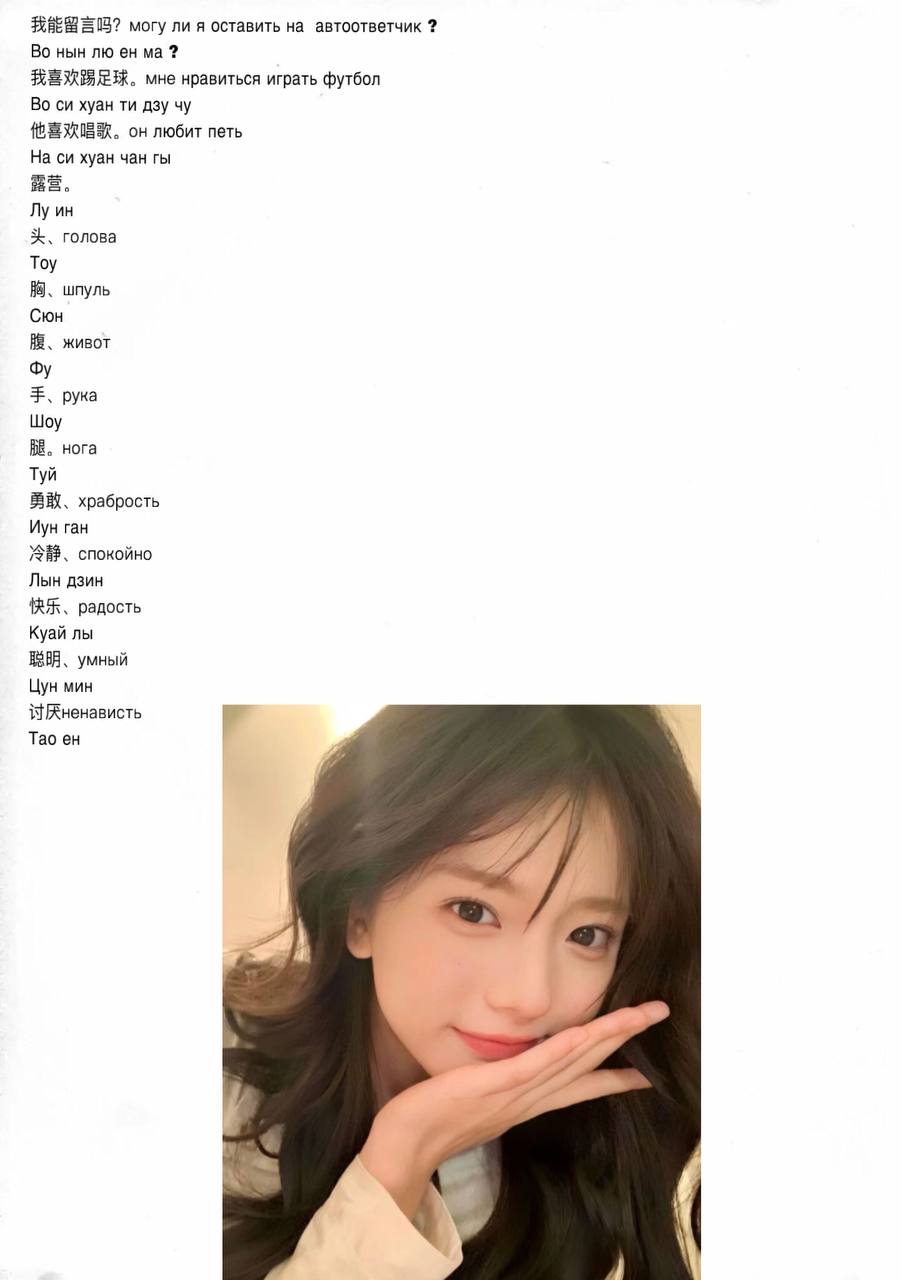 我能留言吗? могу ли я оставить на автоответчик ?
Во нын лю ен ма ?
我喜欢踢足球。мне нравиться играть футбол
Во си хуан ти дзу чу
他喜欢唱歌。он любит петь
На си хуан чан гы
露营。
Лу ин
头、голова
Тоу
胸、шпуль
Сюн
腹、живот
Фу
手、рука
Шоу
腿。нога
Туй
勇敢、храбрость
Иун ган
冷静、спокойно
Лын дзин
快乐、радость
Куай лы
聪明、умный
Цун мин
讨厌ненависть
Тао ен